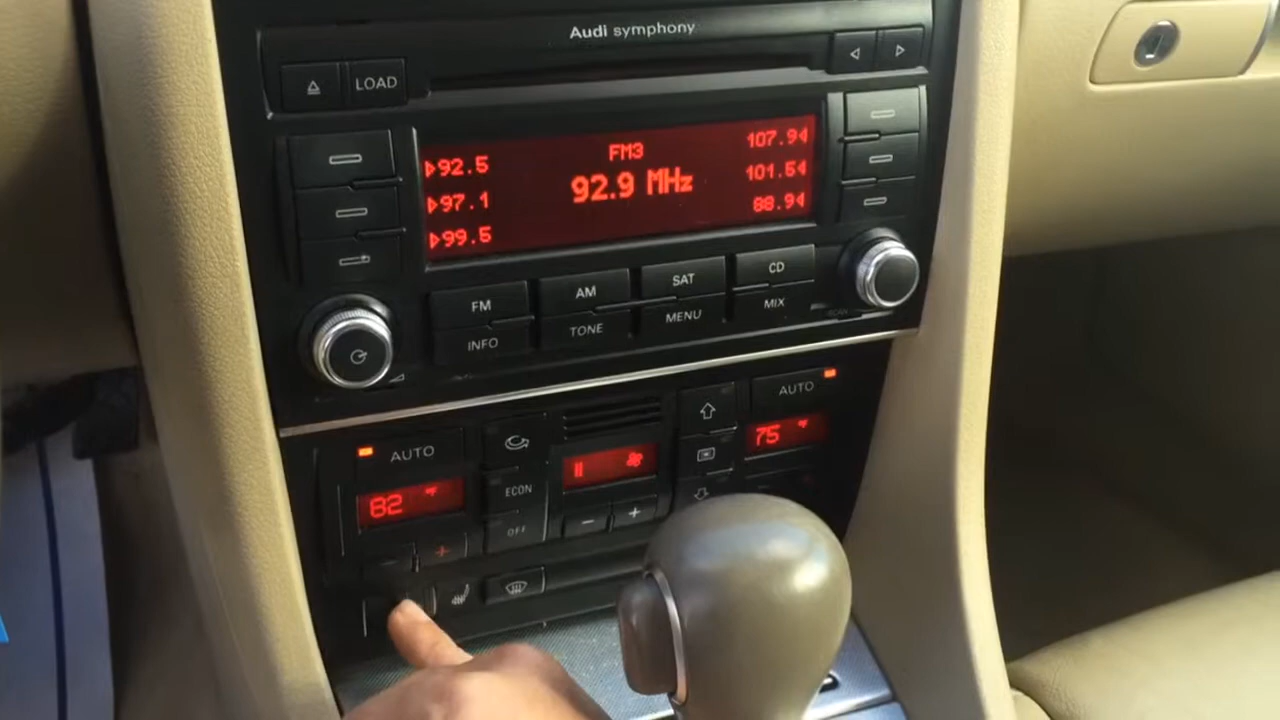 Audi symphony
LOAD
92.5 FM3 107.9
97.1 92.9 MHz 101.5
99.5 88.9
FM AM SAT CD
INFO TONE MENU MIX
AUTO AUTO
82 °F 75 °F
ECON
OFF